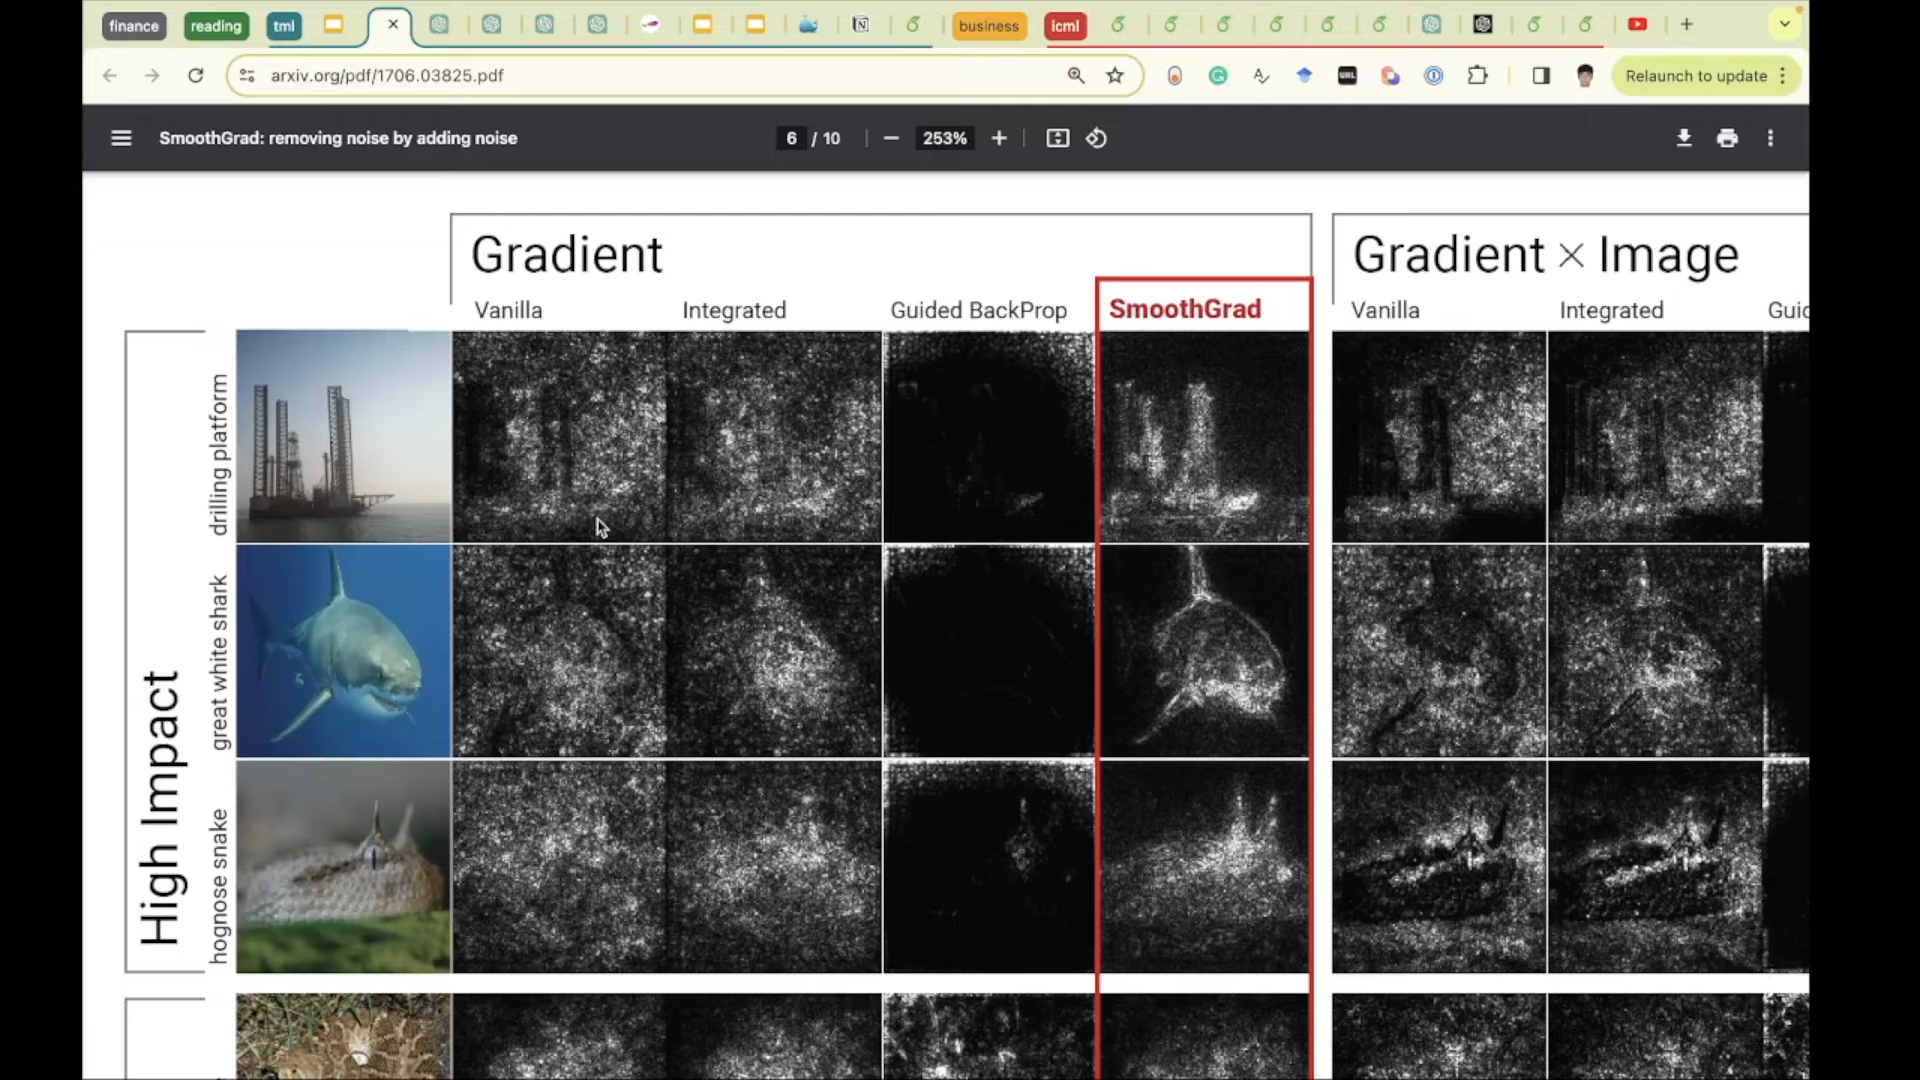 finance
reading
tml
business
icml
arxiv.org/pdf/1706.03825.pdf
URL
Relaunch to update
SmoothGrad: removing noise by adding noise
6 / 10
253%
Gradient
Gradient × Image
Vanilla
Integrated
Guided BackProp
SmoothGrad
Vanilla
Integrated
Guid
High Impact
drilling platform
great white shark
hognose snake